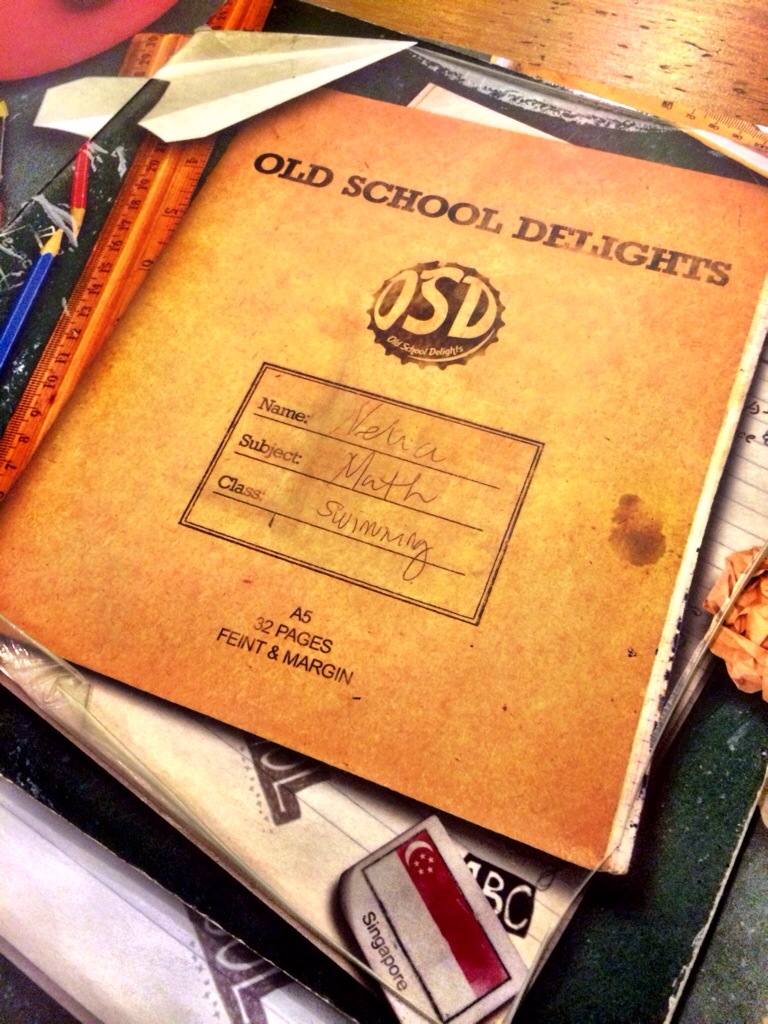 OLD SCHOOL DELIGHTS
OSD
Old School Delights
Name:
Subject: Math
Class: Swimming
A5
32 PAGES
FEINT & MARGIN
ABC
Singapore